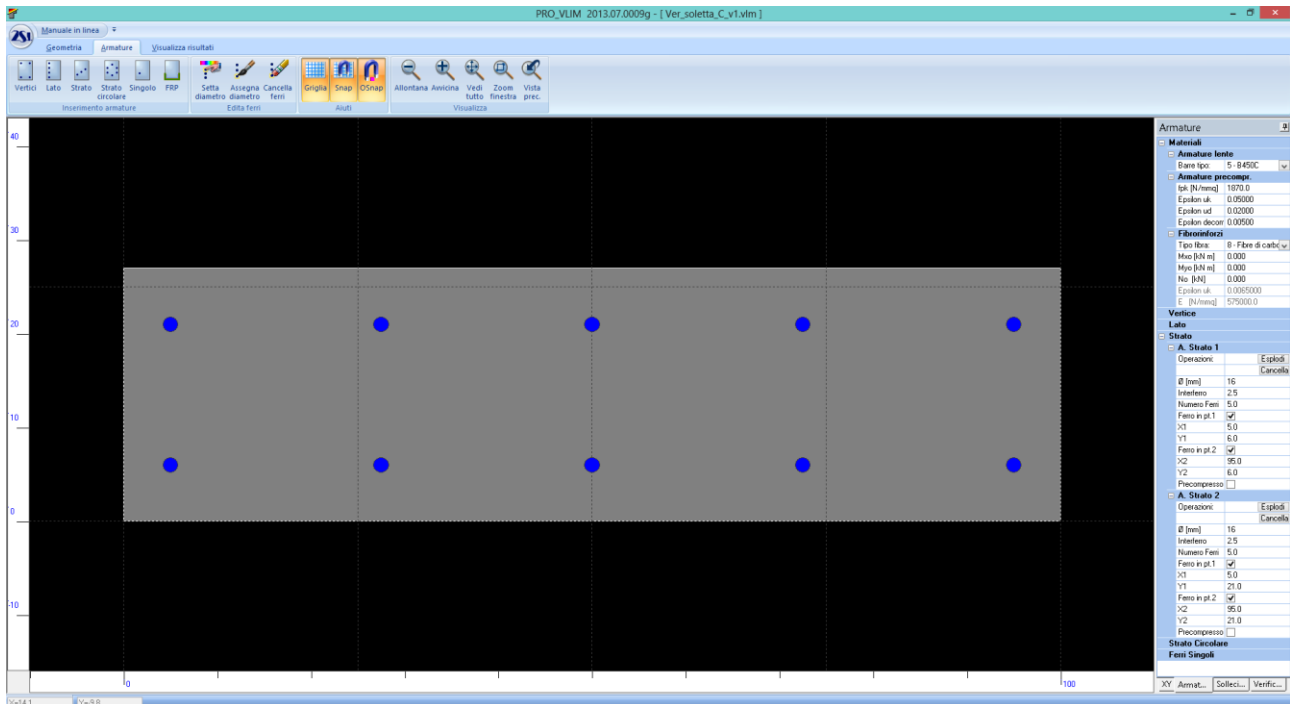 PRO_VLIM 2013.07.0009g - [ Ver_soletta_C_v1.vlm ]
2SI
Manuale in linea
Geometria Armature Visualizza risultati
Vertici Lato Strato Strato circolare Singolo FRP
Setta diametro Assegna diametro Cancella ferri
Griglia Snap OSnap
Allontana Avvicina Vedi tutto Zoom finestra Vista prec.
Inserimento armature Edita ferri Aiuti Visualizza
40
30
20
10
0
-10
0 100
Armature
Materiali
Armature lente
Barre tipo: 5 - B450C
Armature precompr.
fpk [N/mmq] 1870.0
Epsilon uk 0.05000
Epsilon ud 0.02000
Epsilon decom 0.00500
Fibrorinforzi
Tipo fibra: 8 - Fibre di carbc
Mxo [kN m] 0.000
Myo [kN m] 0.000
No [kN] 0.000
Epsilon uk 0.0065000
E [N/mmq] 575000.0
Vertice
Lato
Strato
A. Strato 1
Operazioni: Esplodi
Cancella
Ø [mm] 16
Interferro 2.5
Numero Ferri 5.0
Ferro in pt.1
X1 5.0
Y1 6.0
Ferro in pt.2
X2 95.0
Y2 6.0
Precompresso
A. Strato 2
Operazioni: Esplodi
Cancella
Ø [mm] 16
Interferro 2.5
Numero Ferri 5.0
Ferro in pt.1
X1 5.0
Y1 21.0
Ferro in pt.2
X2 95.0
Y2 21.0
Precompresso
Strato Circolare
Ferri Singoli
XY Armat... Solleci... Verific...
X=14.1 Y=-9.8